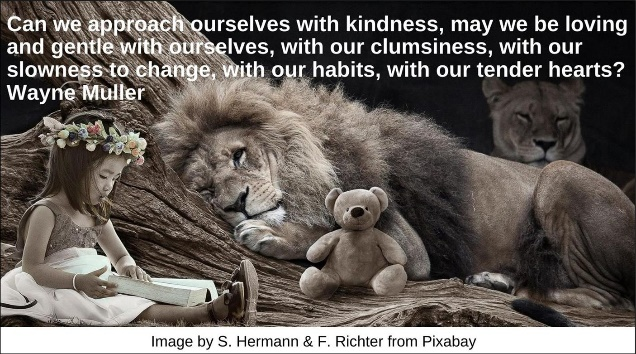 Can we approach ourselves with kindness, may we be loving
and gentle with ourselves, with our clumsiness, with our
slowness to change, with our habits, with our tender hearts?
Wayne Muller
Image by S. Hermann & F. Richter from Pixabay